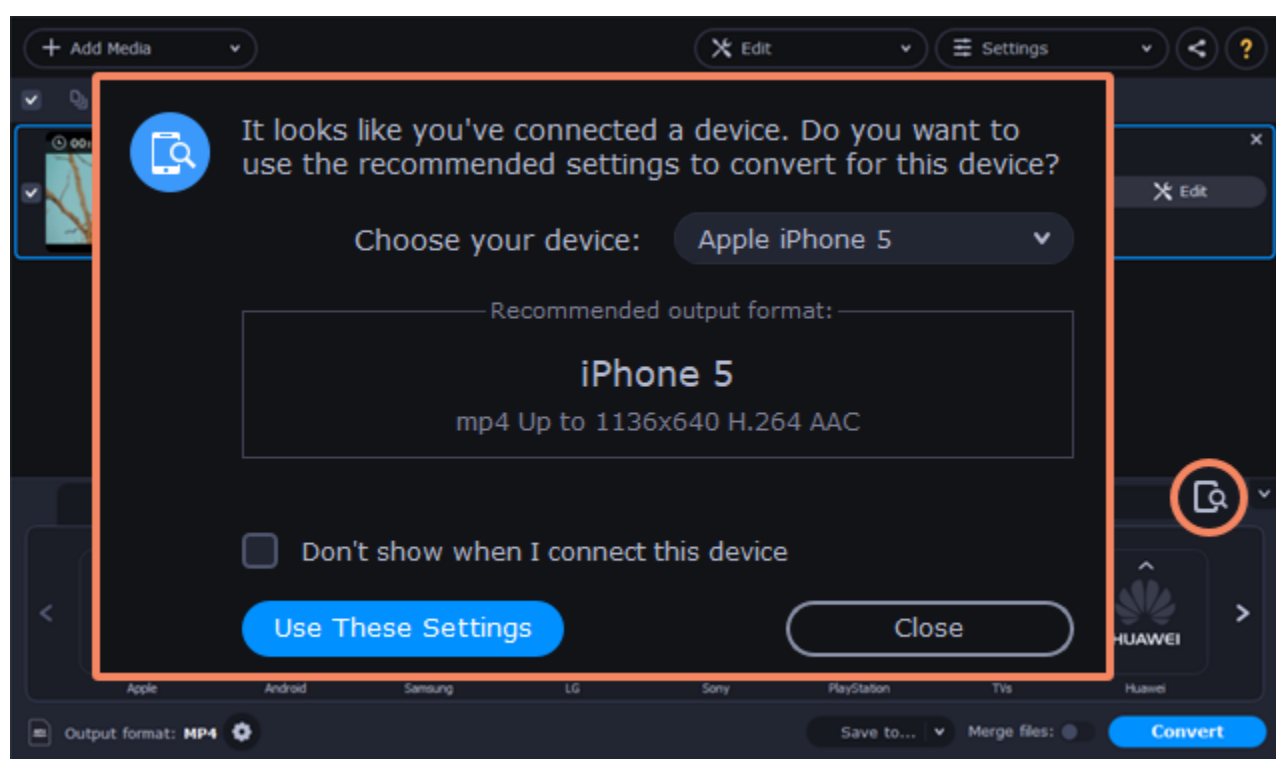 Add Media
Edit
Settings
?
It looks like you've connected a device. Do you want to
use the recommended settings to convert for this device?
Edit
Choose your device: Apple iPhone 5
Recommended output format:
iPhone 5
mp4 Up to 1136x640 H.264 AAC
Don't show when I connect this device
Use These Settings
Close
HUAWEI
Apple
Android
Samsung
LG
Sony
PlayStation
TVs
Huawei
Output format: MP4
Save to...
Merge files:
Convert